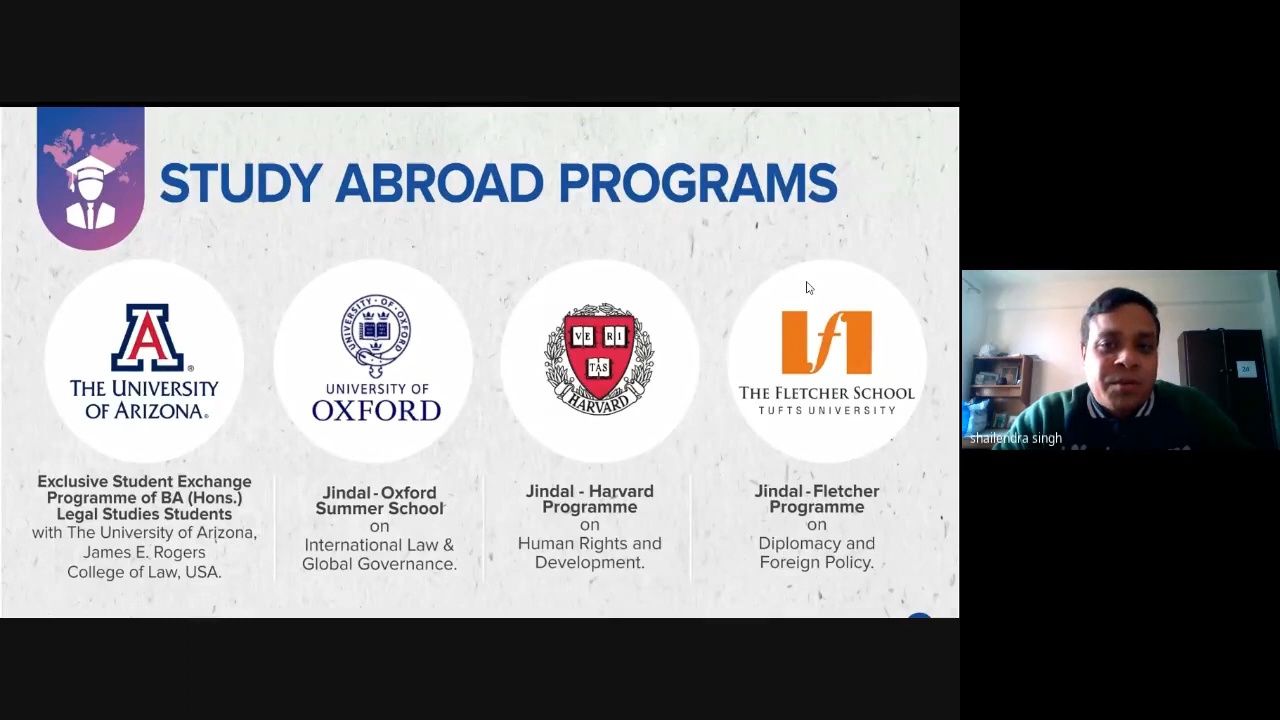 STUDY ABROAD PROGRAMS
A
®
THE UNIVERSITY
OF ARIZONA®
UNIVERSITY·OF·OXFORD
UNIVERSITY OF
OXFORD
VE RI
TAS
HARVARD
THE FLETCHER SCHOOL
TUFTS UNIVERSITY
Exclusive Student Exchange
Programme of BA (Hons.)
Legal Studies Students
with The University of Arizona,
James E. Rogers
College of Law, USA.
Jindal - Oxford
Summer School
on
International Law &
Global Governance.
Jindal - Harvard
Programme
on
Human Rights and
Development.
Jindal - Fletcher
Programme
on
Diplomacy and
Foreign Policy.
shailendra singh